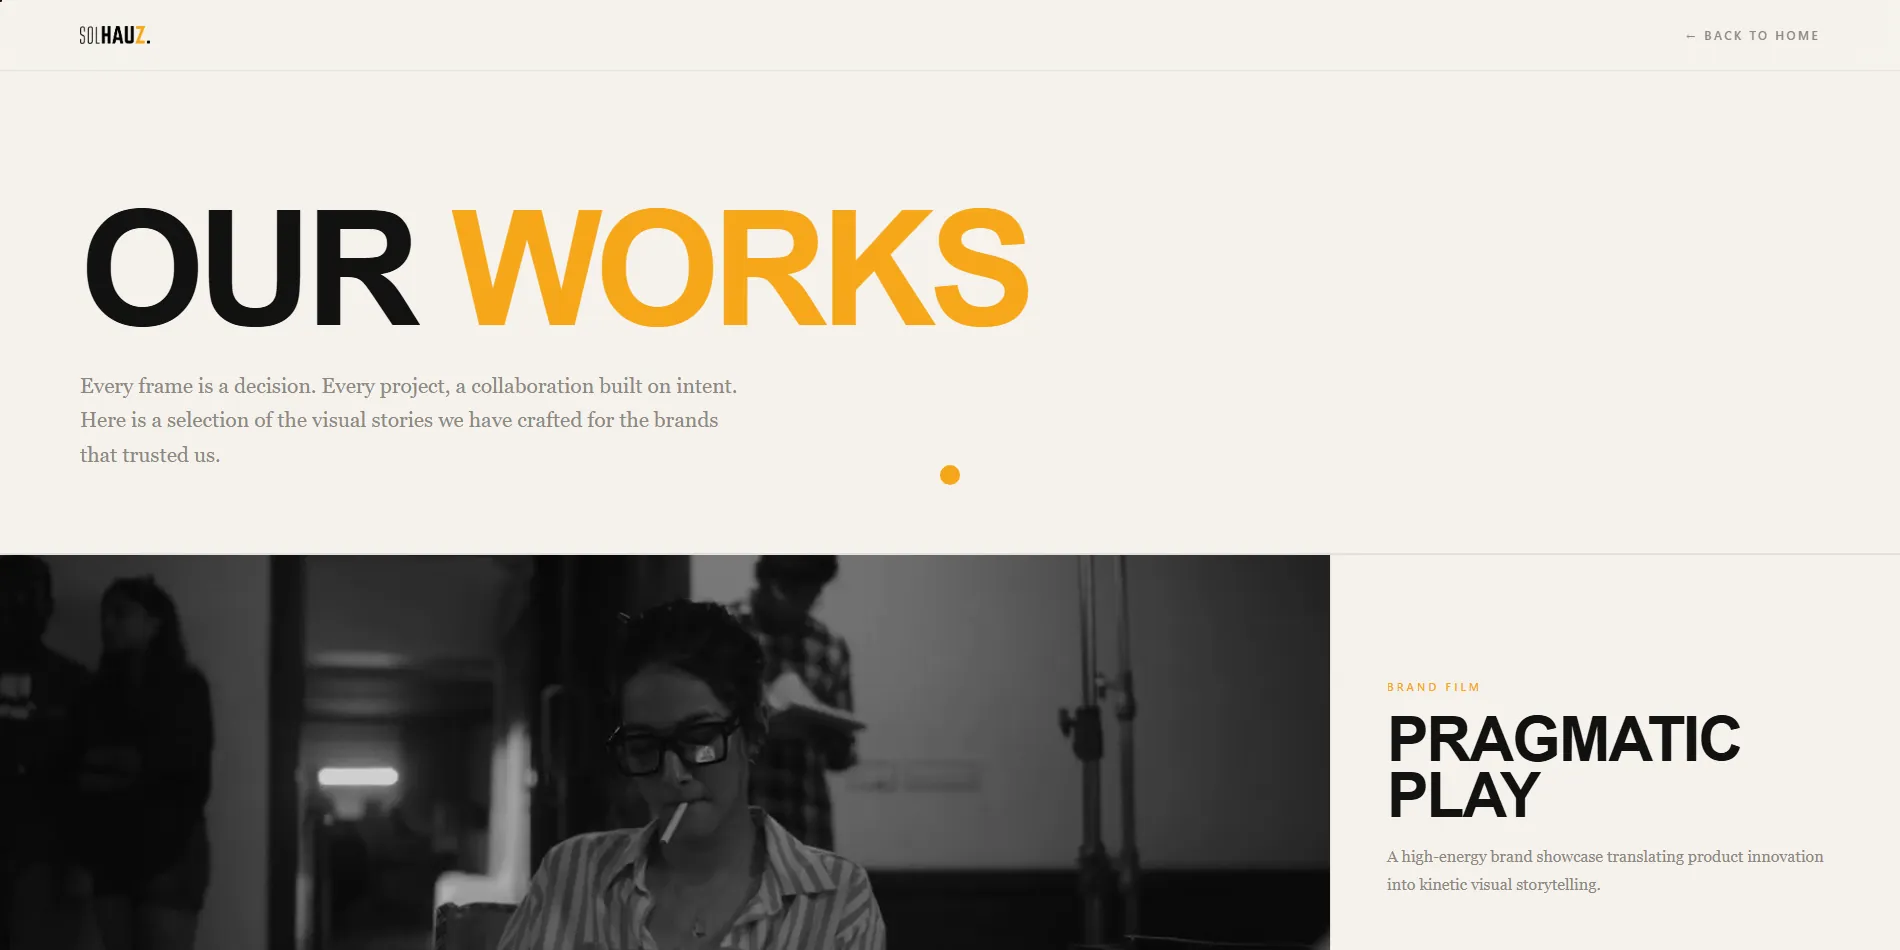 SOLHAUZ.
← BACK TO HOME
OUR WORKS
Every frame is a decision. Every project, a collaboration built on intent.
Here is a selection of the visual stories we have crafted for the brands
that trusted us.
BRAND FILM
PRAGMATIC
PLAY
A high-energy brand showcase translating product innovation
into kinetic visual storytelling.